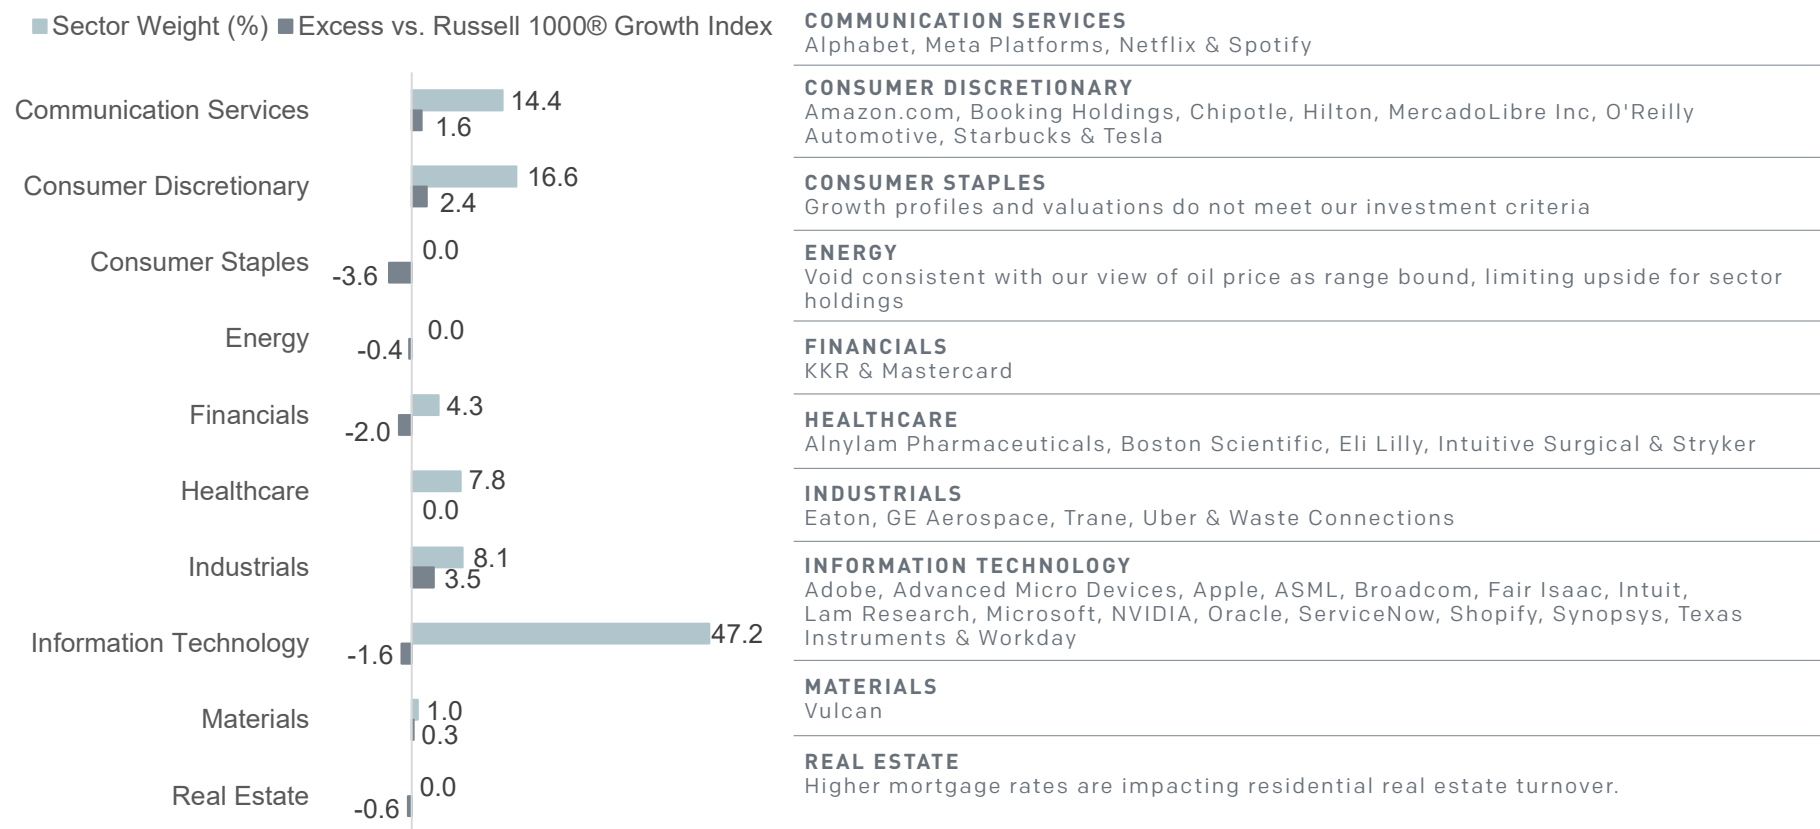 Sector Weight (%) Excess vs. Russell 1000® Growth Index
Communication Services
14.4
1.6
Consumer Discretionary
16.6
2.4
Consumer Staples
0.0
-3.6
Energy
0.0
-0.4
Financials
4.3
-2.0
Healthcare
7.8
0.0
Industrials
8.1
3.5
Information Technology
47.2
-1.6
Materials
1.0
0.3
Real Estate
0.0
-0.6
COMMUNICATION SERVICES
Alphabet, Meta Platforms, Netflix & Spotify
CONSUMER DISCRETIONARY
Amazon.com, Booking Holdings, Chipotle, Hilton, MercadoLibre Inc, O'Reilly
Automotive, Starbucks & Tesla
CONSUMER STAPLES
Growth profiles and valuations do not meet our investment criteria
ENERGY
Void consistent with our view of oil price as range bound, limiting upside for sector
holdings
FINANCIALS
KKR & Mastercard
HEALTHCARE
Alnylam Pharmaceuticals, Boston Scientific, Eli Lilly, Intuitive Surgical & Stryker
INDUSTRIALS
Eaton, GE Aerospace, Trane, Uber & Waste Connections
INFORMATION TECHNOLOGY
Adobe, Advanced Micro Devices, Apple, ASML, Broadcom, Fair Isaac, Intuit,
Lam Research, Microsoft, NVIDIA, Oracle, ServiceNow, Shopify, Synopsys, Texas
Instruments & Workday
MATERIALS
Vulcan
REAL ESTATE
Higher mortgage rates are impacting residential real estate turnover.